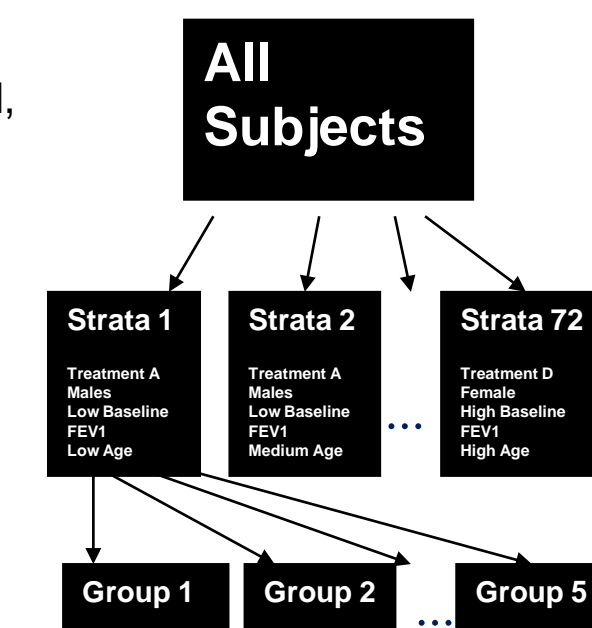 All
Subjects
l,
Strata 1
Treatment A
Males
Low Baseline
FEV1
Low Age
Strata 2
Treatment A
Males
Low Baseline
FEV1
Medium Age
...
Strata 72
Treatment D
Female
High Baseline
FEV1
High Age
Group 1
Group 2
...
Group 5